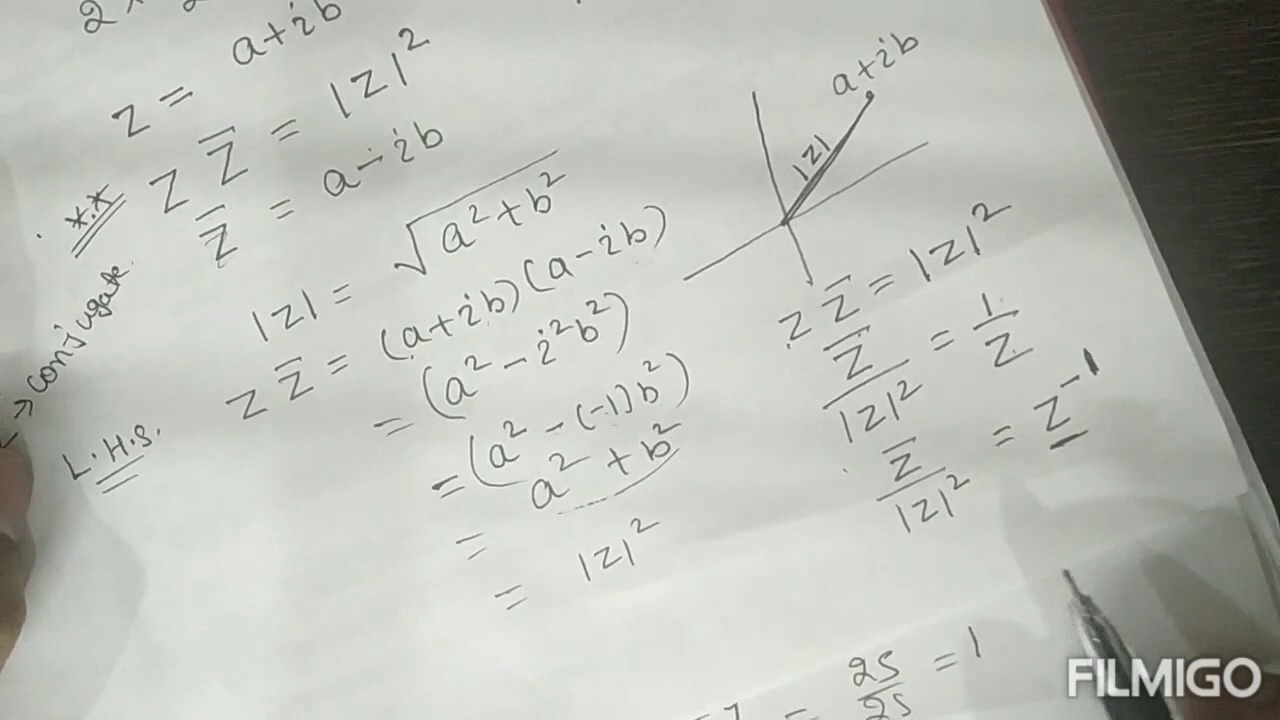 z = a+ib
** z z̅ = |z|²
z̅ = a-ib
→ conjugate.
|z| = √(a²+b²)
L.H.S. z z̅ = (a+ib)(a-ib)
= (a² - i²b²)
= (a² - (-1)b²)
= a² + b²
= |z|²
a+ib
|z|
z z̅ = |z|²
z̅/|z|² = 1/z
z̅/|z|² = z⁻¹
= 25/25 = 1
FILMIGO